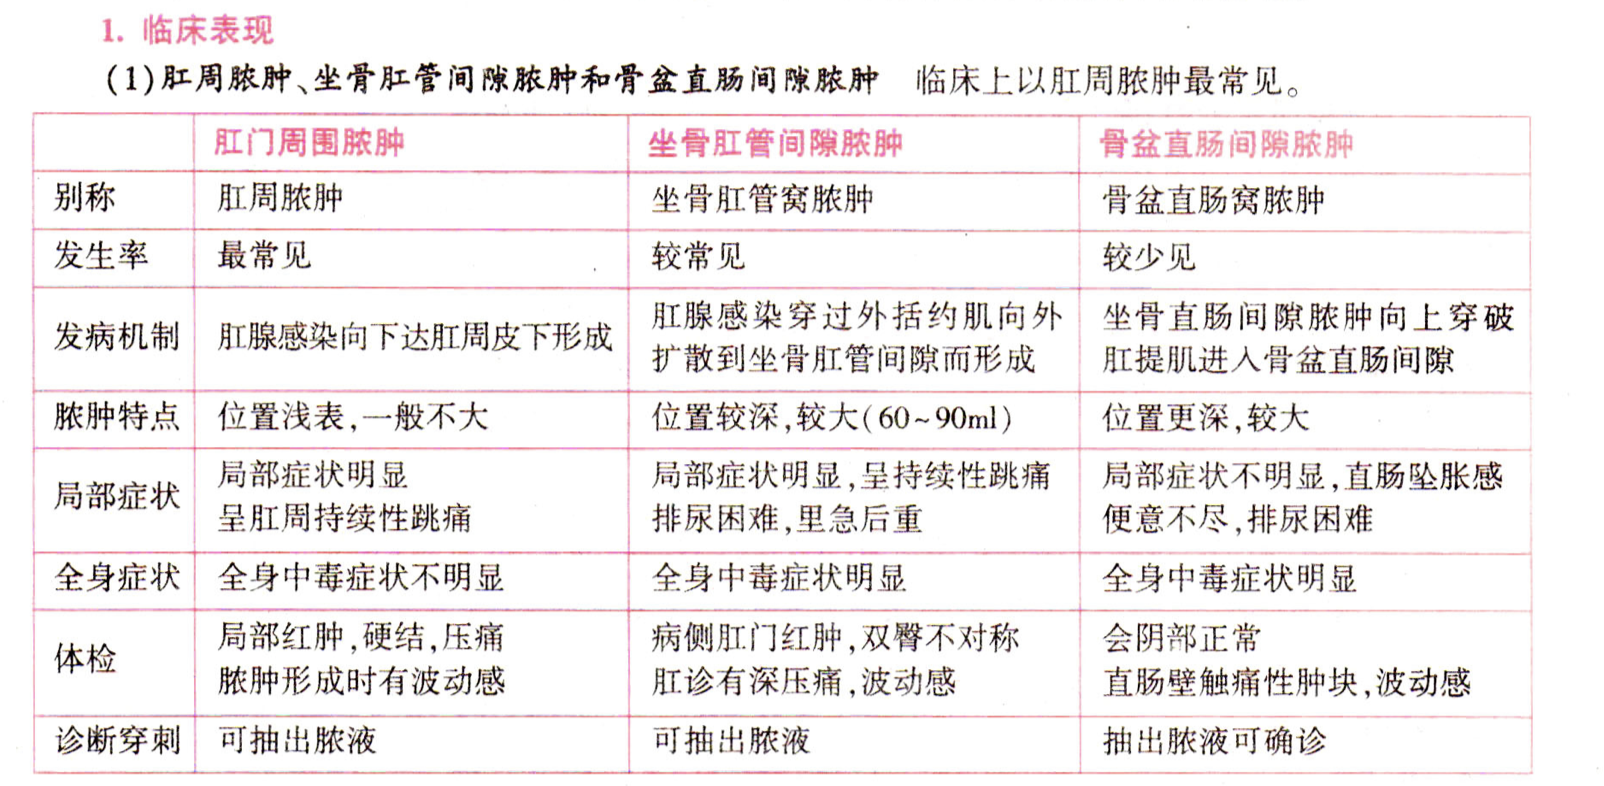 1. 临床表现
(1)肛周脓肿、坐骨肛管间隙脓肿和骨盆直肠间隙脓肿 临床上以肛周脓肿最常见。
肛门周围脓肿 坐骨肛管间隙脓肿 骨盆直肠间隙脓肿
别称 肛周脓肿 坐骨肛管窝脓肿 骨盆直肠窝脓肿
发生率 最常见 较常见 较少见
发病机制 肛腺感染向下达肛周皮下形成 肛腺感染穿过外括约肌向外 坐骨直肠间隙脓肿向上穿破
扩散到坐骨肛管间隙而形成 肛提肌进入骨盆直肠间隙
脓肿特点 位置浅表,一般不大 位置较深,较大(60~90ml) 位置更深,较大
局部症状 局部症状明显 局部症状明显,呈持续性跳痛 局部症状不明显,直肠坠胀感
呈肛周持续性跳痛 排尿困难,里急后重 便意不尽,排尿困难
全身症状 全身中毒症状不明显 全身中毒症状明显 全身中毒症状明显
体检 局部红肿,硬结,压痛 病侧肛门红肿,双臀不对称 会阴部正常
脓肿形成时有波动感 肛诊有深压痛,波动感 直肠壁触痛性肿块,波动感
诊断穿刺 可抽出脓液 可抽出脓液 抽出脓液可确诊